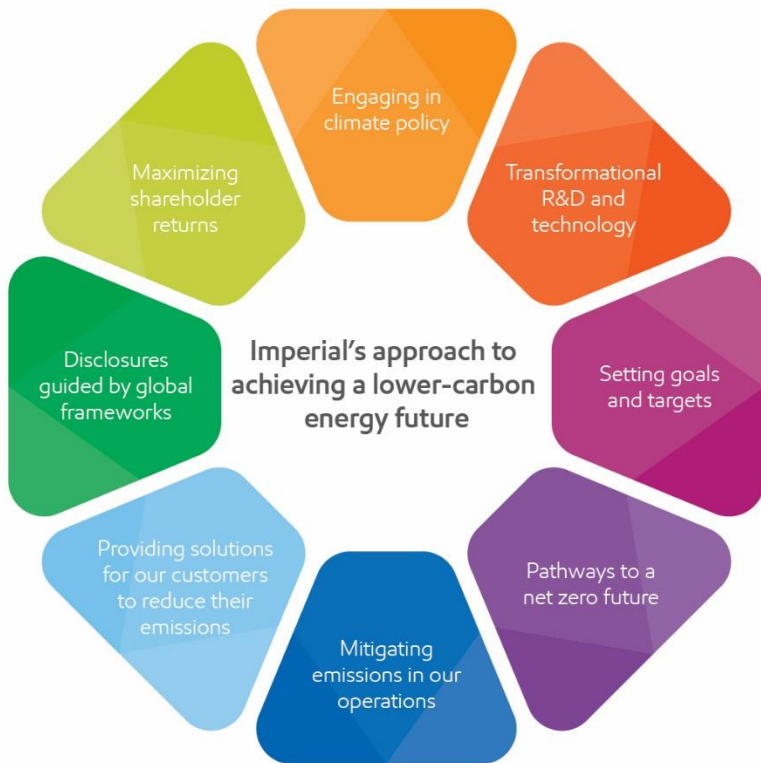 Engaging in
climate policy
Transformational
R&D and
technology
Setting goals
and targets
Pathways to a
net zero future
Mitigating
emissions in our
operations
Providing solutions
for our customers
to reduce their
emissions
Disclosures
guided by global
frameworks
Maximizing
shareholder
returns
Imperial’s approach to
achieving a lower-carbon
energy future